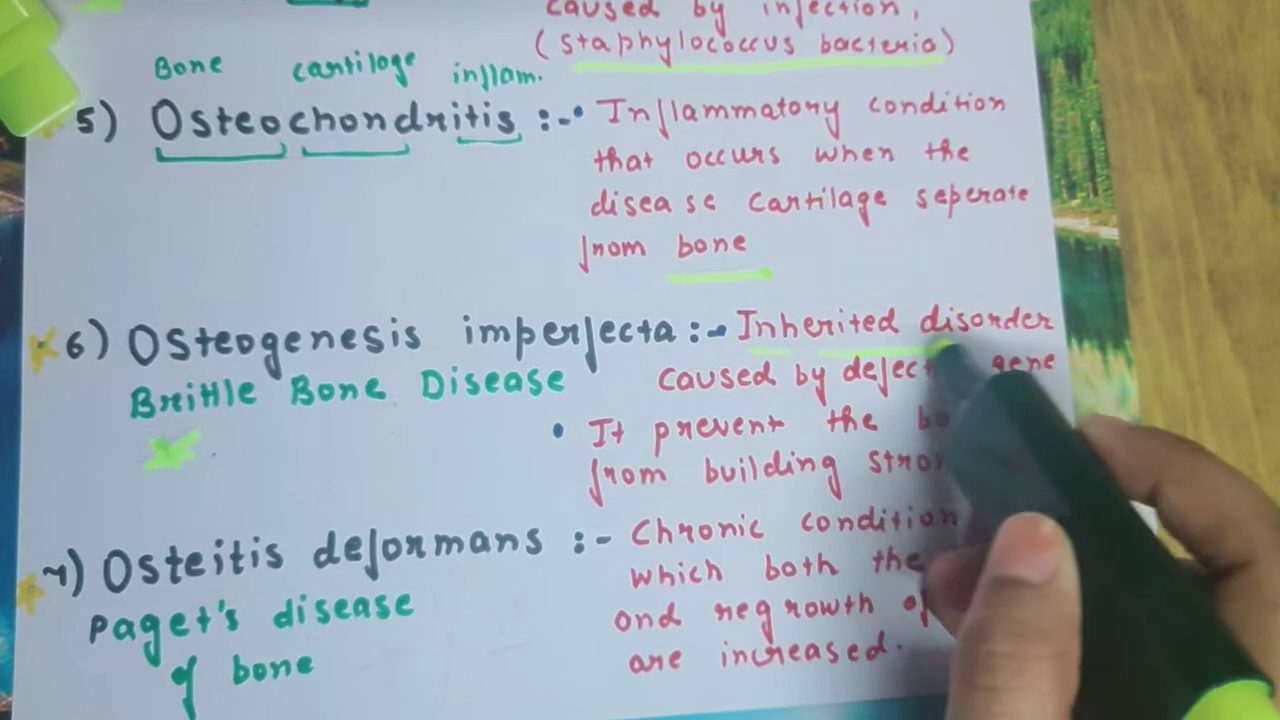 caused by infection,
(staphylococcus bacteria)
Bone cartilage inflam.
5) Osteochondritis :- • Inflammatory condition
that occurs when the
disease cartilage seperate
from bone
6) Osteogenesis imperfecta :- • Inherited disorder
Brittle Bone Disease
caused by gene
• It prevent the
from building
7) Osteitis deformans :- Chronic condition
Paget's disease
of bone
which both the
and regrowth
are increased.